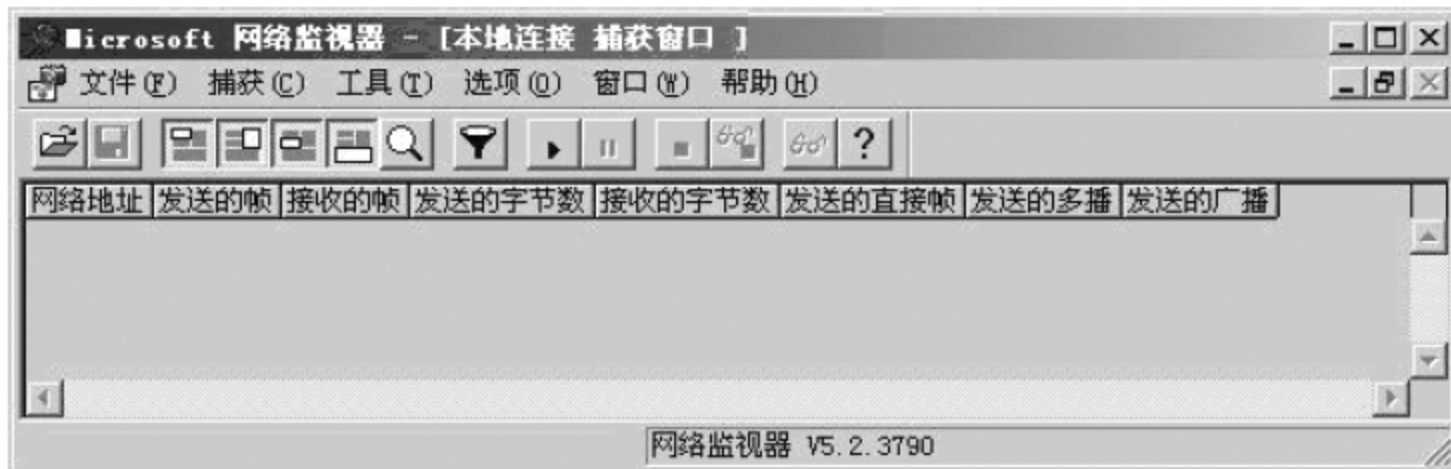 Microsoft 网络监视器 - [本地连接 捕获窗口 ]
文件(F) 捕获(C) 工具(T) 选项(O) 窗口(W) 帮助(H)
?
网络地址 发送的帧 接收的帧 发送的字节数 接收的字节数 发送的直接帧 发送的多播 发送的广播
网络监视器 V5.2.3790